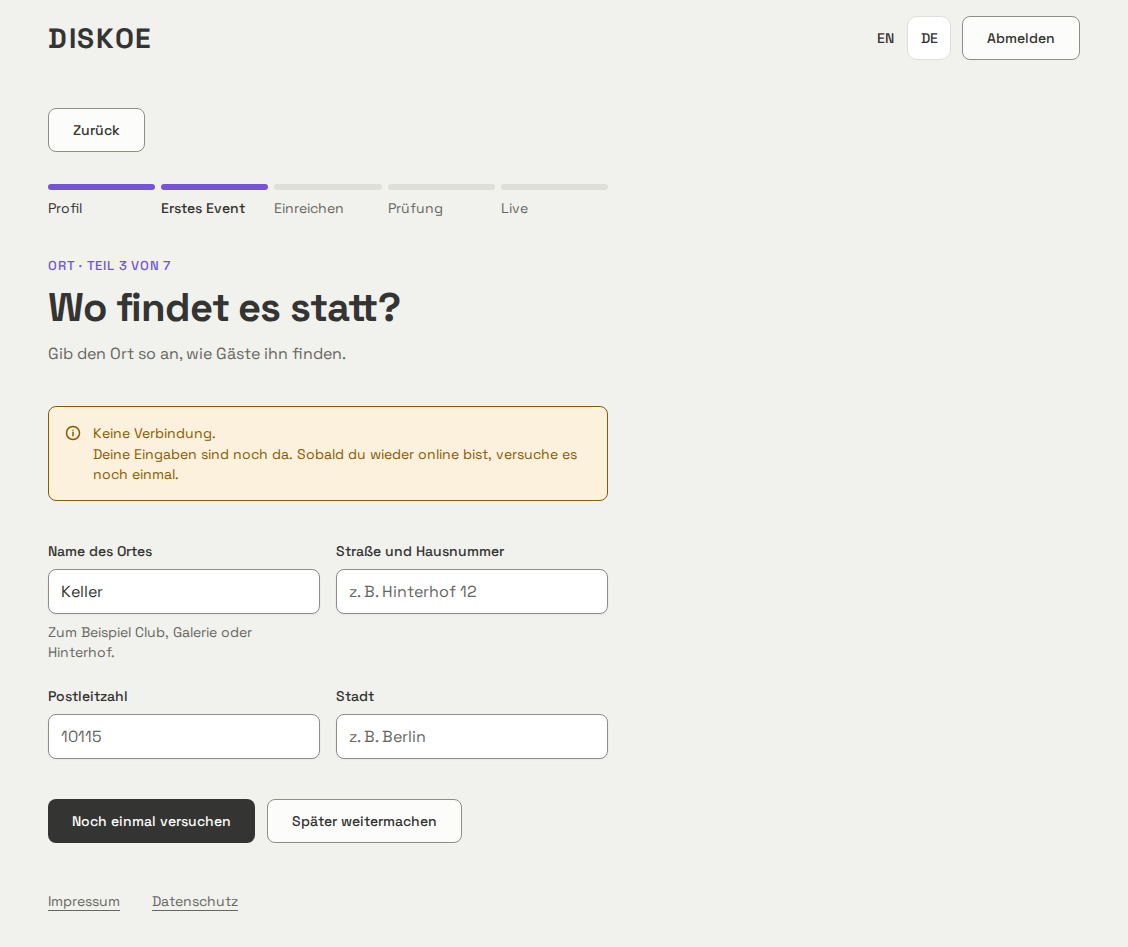 DISKOE
EN
DE
Abmelden
Zurück
Profil
Erstes Event
Einreichen
Prüfung
Live
ORT · TEIL 3 VON 7
Wo findet es statt?
Gib den Ort so an, wie Gäste ihn finden.
Keine Verbindung.
Deine Eingaben sind noch da. Sobald du wieder online bist, versuche es
noch einmal.
Name des Ortes
Straße und Hausnummer
Keller
z. B. Hinterhof 12
Zum Beispiel Club, Galerie oder
Hinterhof.
Postleitzahl
Stadt
10115
z. B. Berlin
Noch einmal versuchen
Später weitermachen
Impressum
Datenschutz